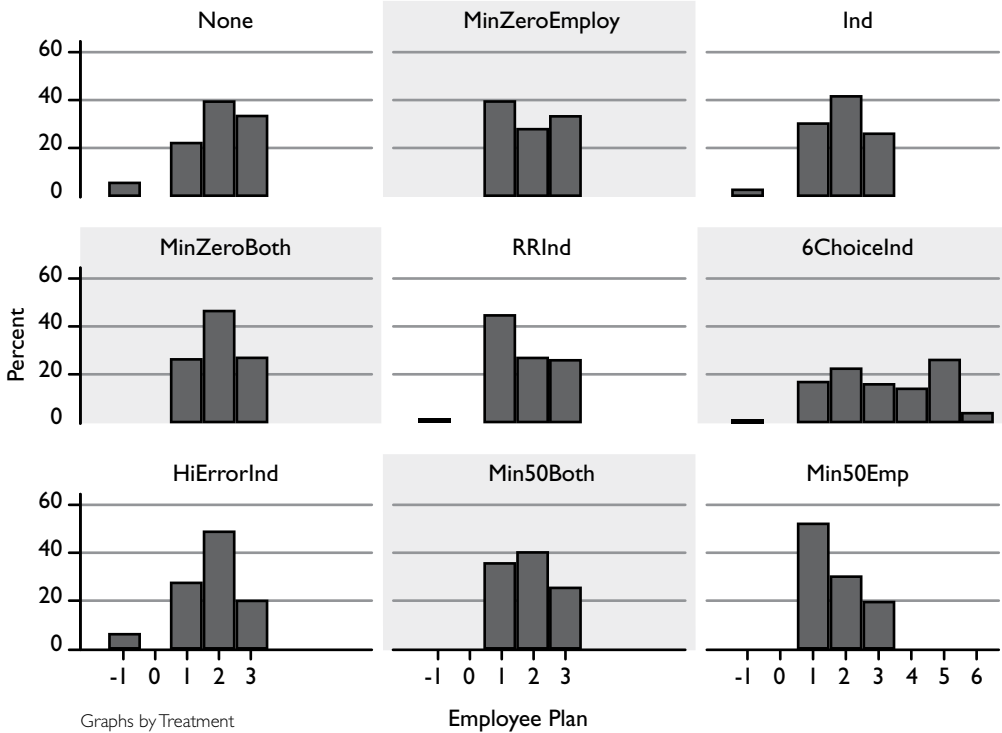 None MinZeroEmploy Ind
60
40
20
0
MinZeroBoth RRInd 6ChoiceInd
60
40
20
0
Percent
HiErrorInd Min50Both Min50Emp
60
40
20
0
-1 0 1 2 3 -1 0 1 2 3 -1 0 1 2 3 4 5 6
Graphs by Treatment Employee Plan